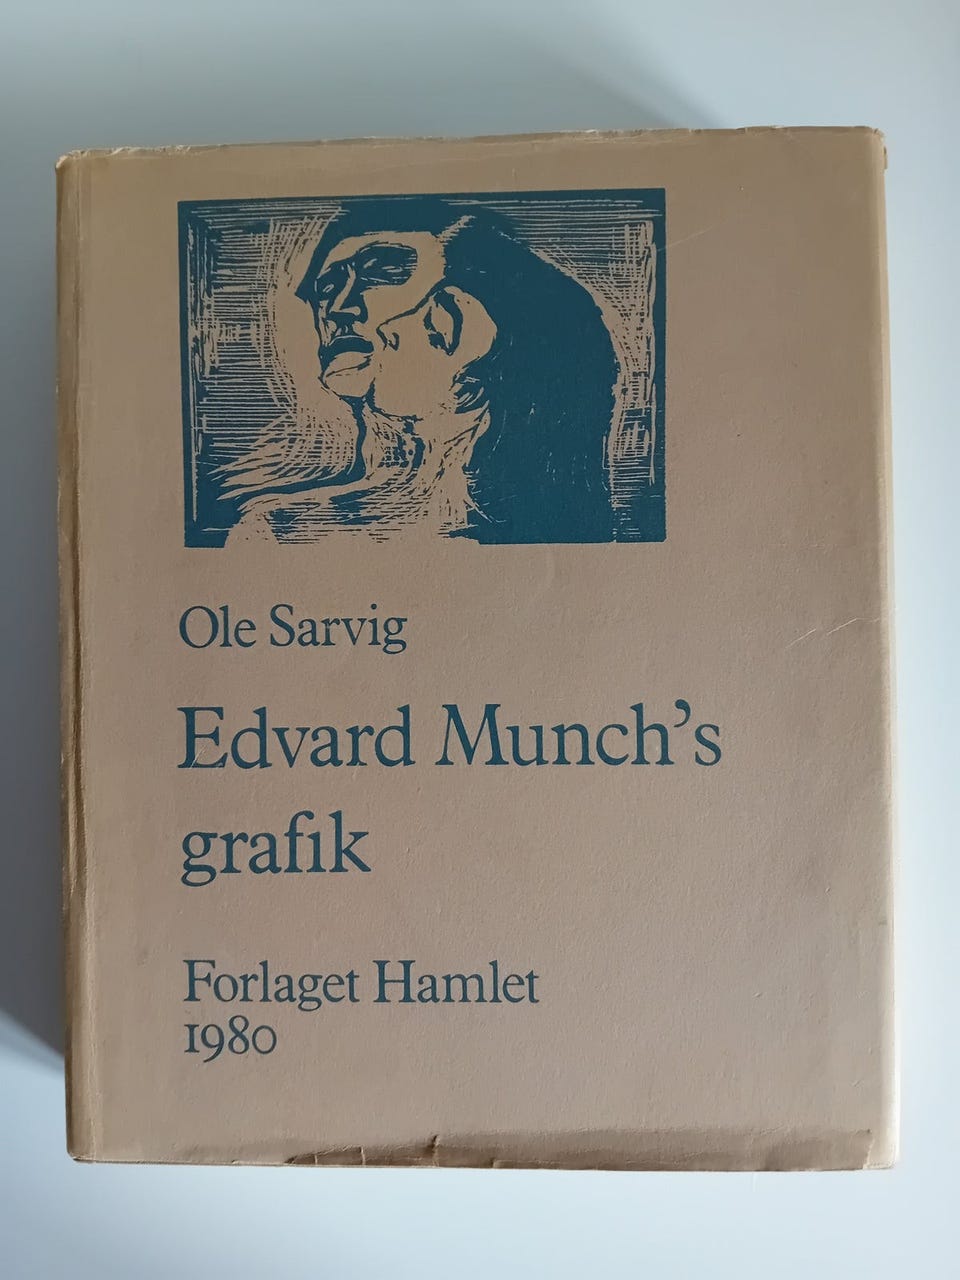 Ole Sarvig
Edvard Munch’s
grafik
Forlaget Hamlet
1980